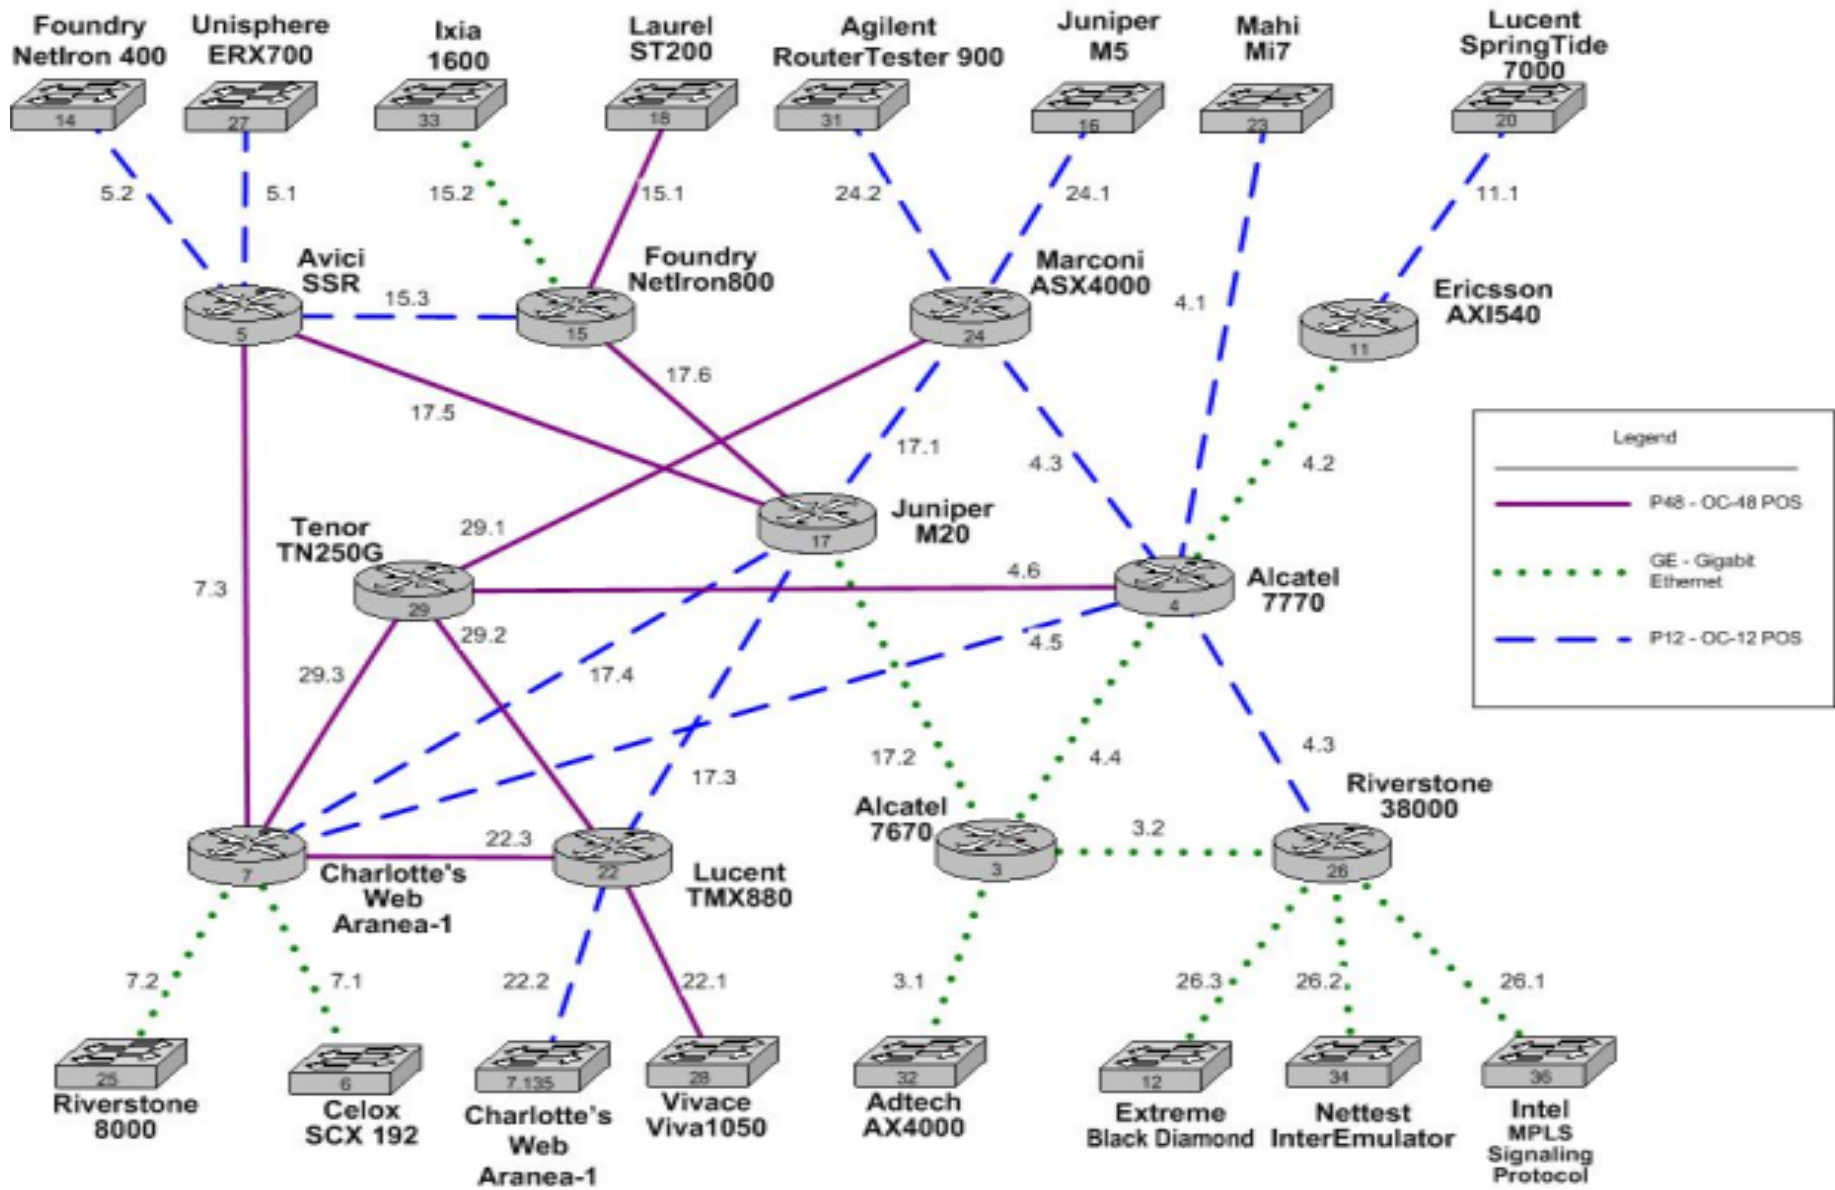 Foundry
NetIron 400
Unisphere
ERX700
Ixia
1600
Laurel
ST200
Agilent
RouterTester 900
Juniper
M5
Mahi
Mi7
Lucent
SpringTide
7000
14
27
33
18
31
16
23
20
5.2
5.1
15.2
15.1
24.2
24.1
11.1
Avici
SSR
Foundry
NetIron800
Marconi
ASX4000
4.1
Ericsson
AXI540
15.3
5
15
24
11
17.6
17.5
17.1
4.3
4.2
Legend
P48 - OC-48 POS
GE - Gigabit
Ethernet
P12 - OC-12 POS
Tenor
TN250G
29.1
Juniper
M20
17
7.3
29
4.6
4
Alcatel
7770
29.2
4.5
29.3
17.4
17.3
17.2
4.4
4.3
Alcatel
7670
Riverstone
38000
22.3
3.2
7
22
3
26
Charlotte's
Web
Aranea-1
Lucent
TMX880
7.2
7.1
22.2
22.1
3.1
26.3
26.2
26.1
25
6
7.135
28
32
12
34
36
Riverstone
8000
Celox
SCX 192
Charlotte's
Web
Aranea-1
Vivace
Viva1050
Adtech
AX4000
Extreme
Black Diamond
Nettest
InterEmulator
Intel
MPLS
Signaling
Protocol